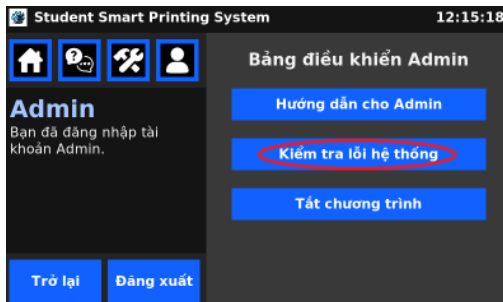 Student Smart Printing System
12:15:18
Admin
Bạn đã đăng nhập tài
khoản Admin.
Trở lại
Đăng xuất
Bảng điều khiển Admin
Hướng dẫn cho Admin
Kiểm tra lỗi hệ thống
Tắt chương trình